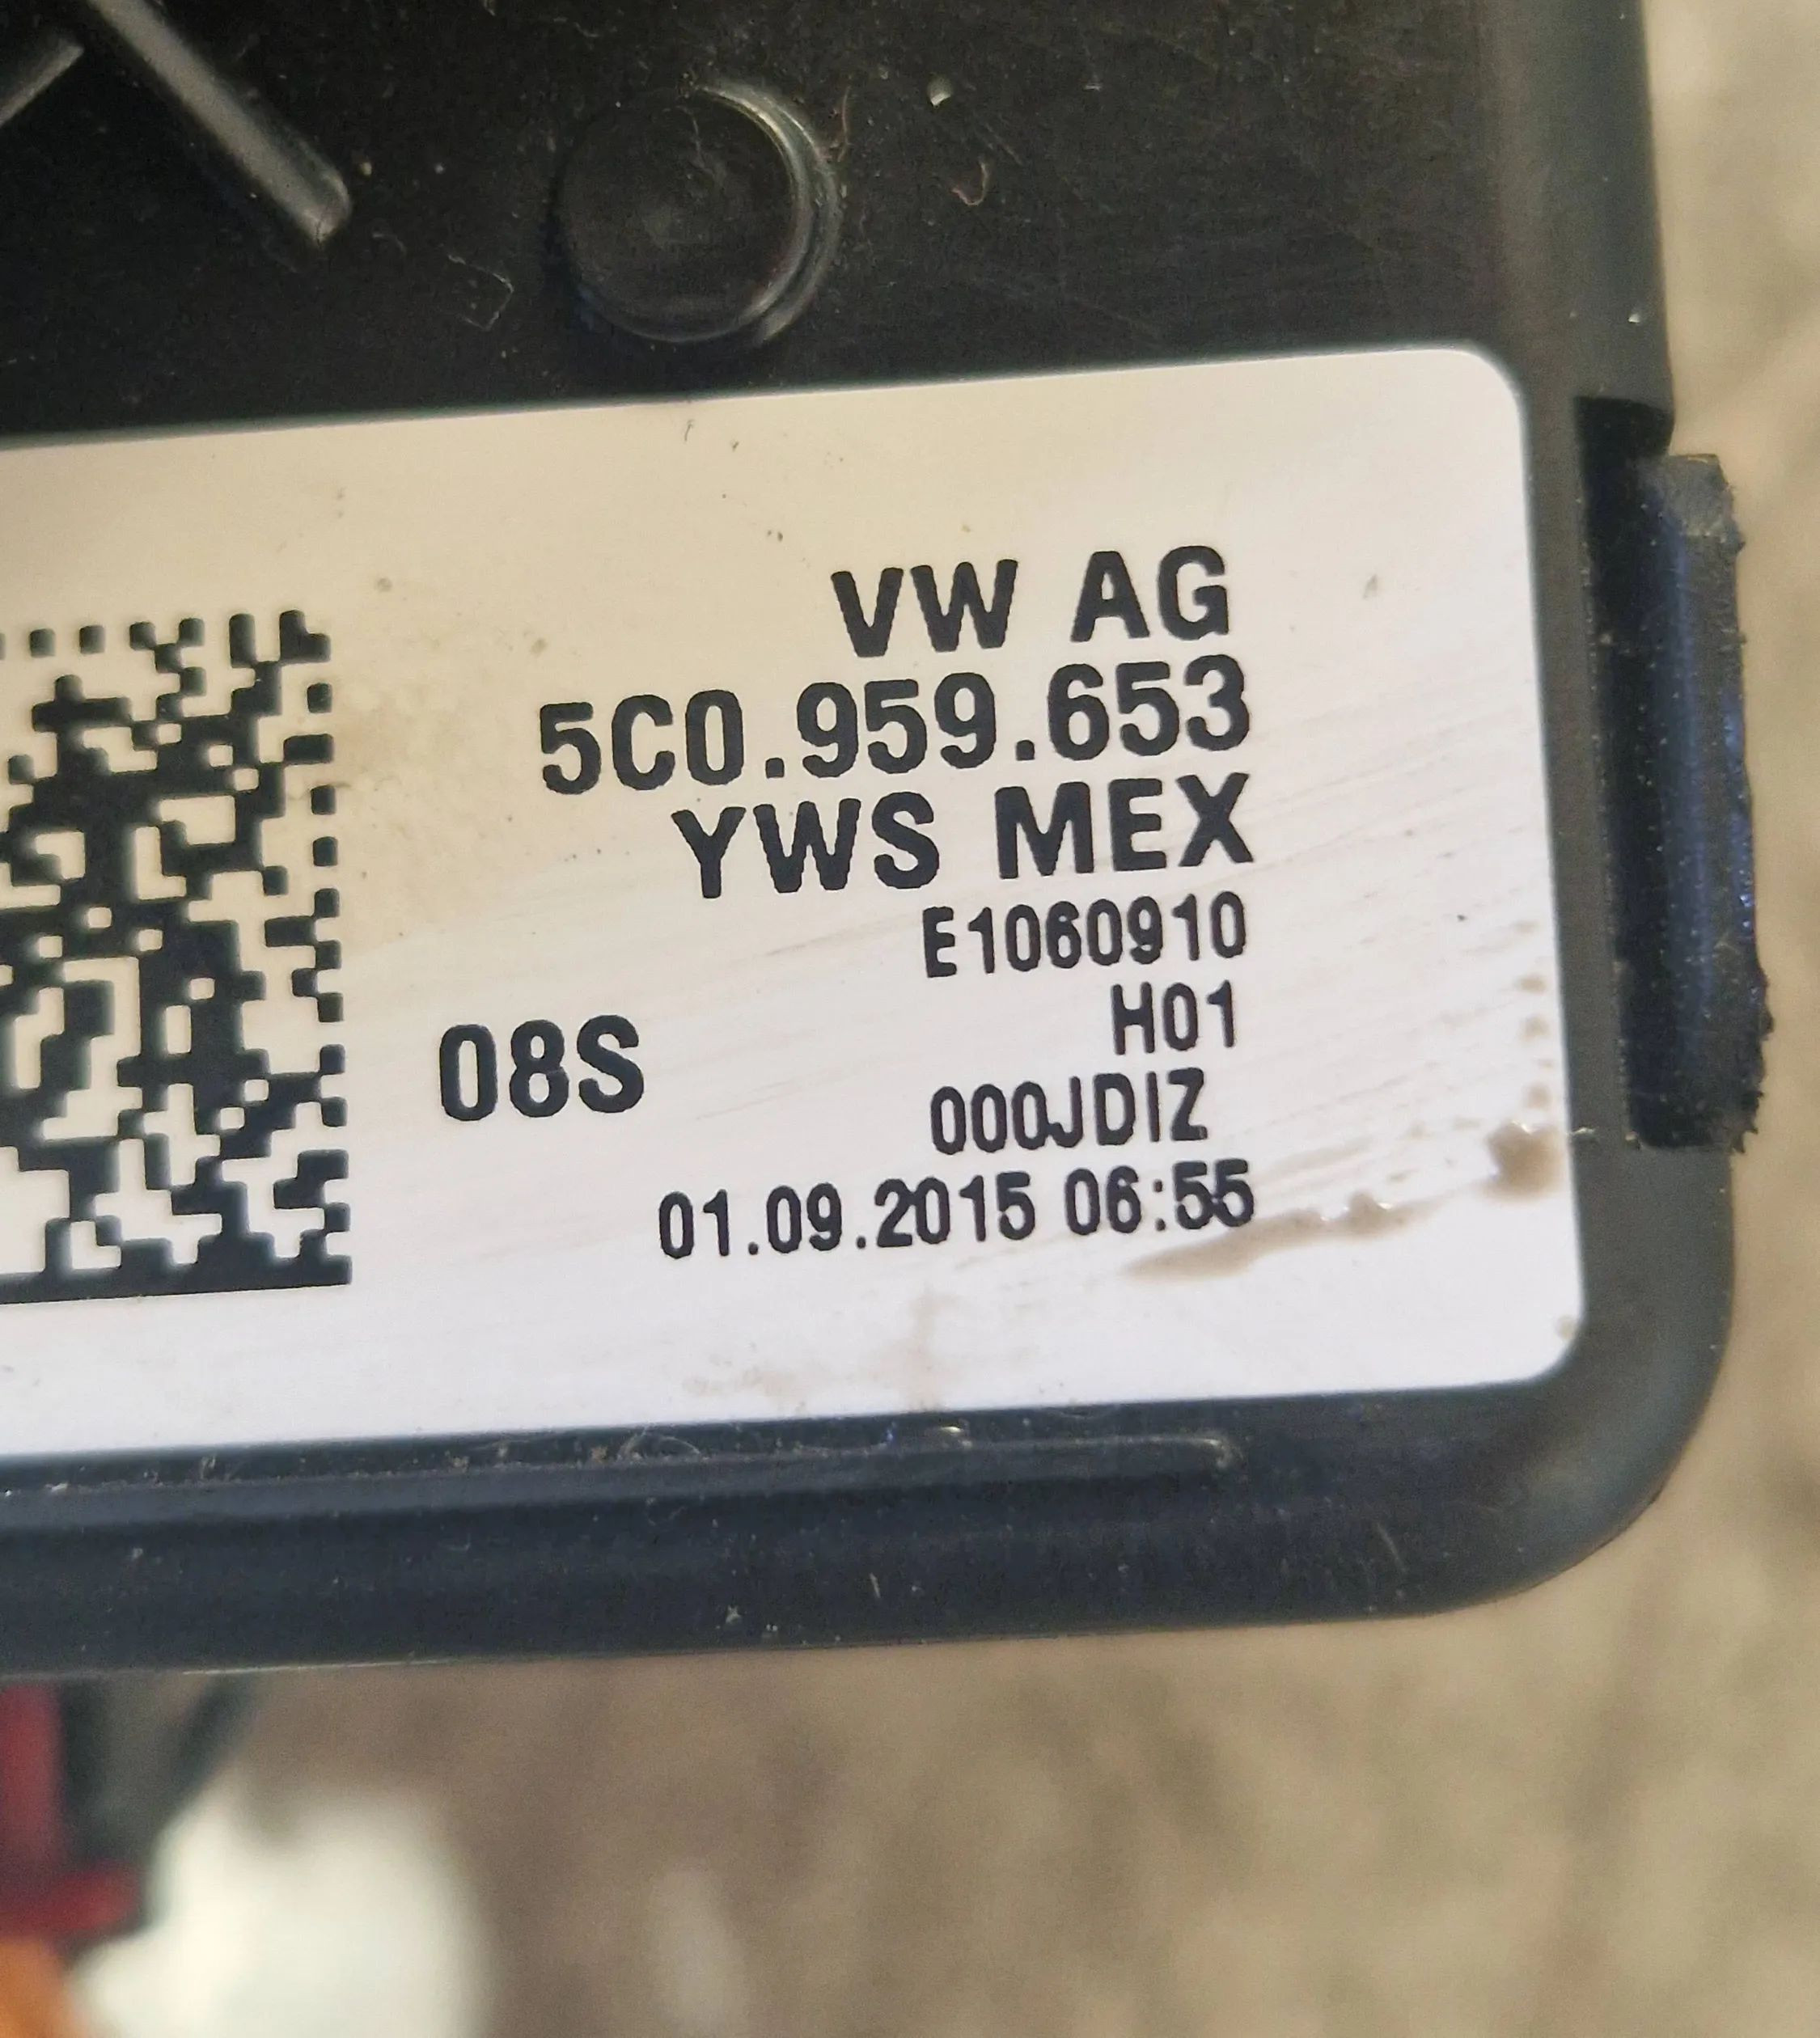 VW AG
5C0.959.653
YWS MEX
E1060910
H01
08S
000JDIZ
01.09.2015 06:55